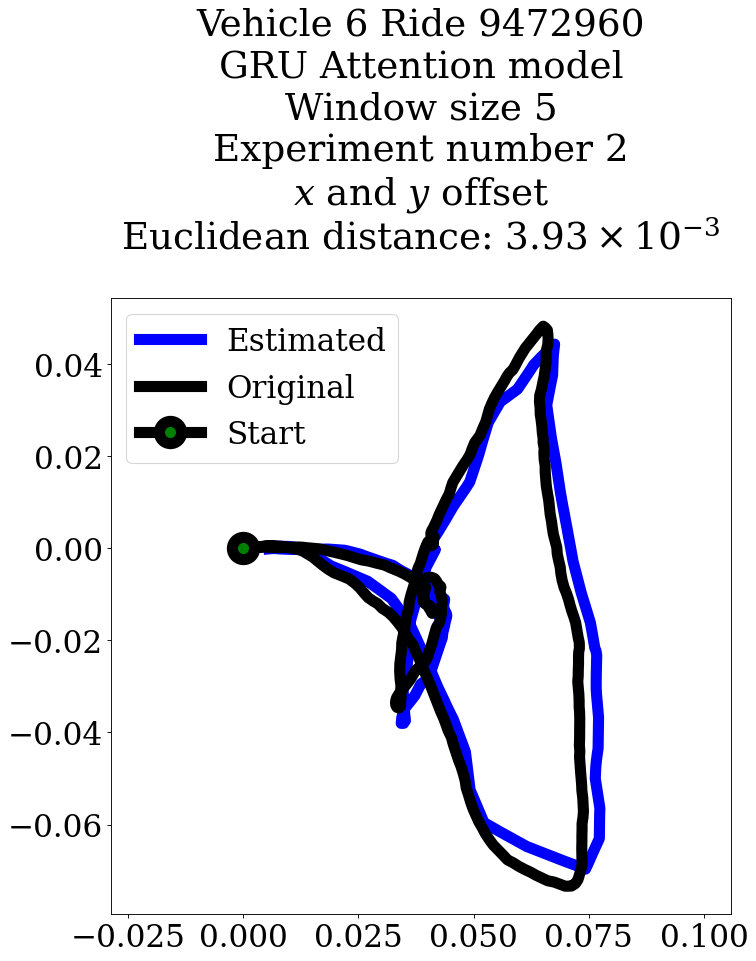 Vehicle 6 Ride 9472960
GRU Attention model
Window size 5
Experiment number 2
x and y offset
Euclidean distance: 3.93 × 10⁻³
Estimated
Original
Start
0.04
0.02
0.00
−0.02
−0.04
−0.06
−0.025 0.000 0.025 0.050 0.075 0.100